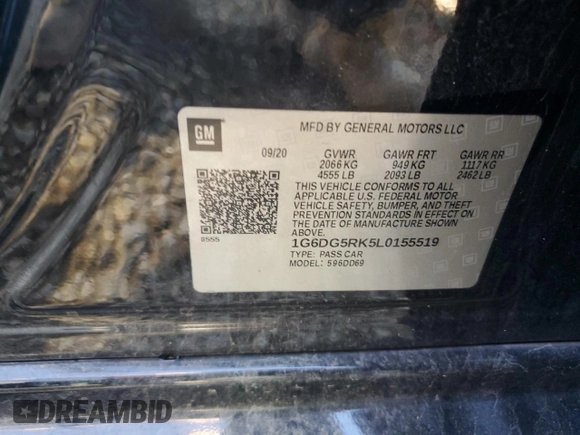 GM
MFD BY GENERAL MOTORS LLC
09/20 GVWR GAWR FRT GAWR RR
2066 KG 949 KG 1117 KG
4555 LB 2093 LB 2462 LB
THIS VEHICLE CONFORMS TO ALL
APPLICABLE U.S. FEDERAL MOTOR
VEHICLE SAFETY, BUMPER, AND THEFT
PREVENTION STANDARDS IN EFFECT
ON THE DATE OF MANUFACTURE
SHOWN ABOVE.
1G6DG5RK5L0155519
TYPE: PASS CAR
MODEL: 596DD69
DREAMBID